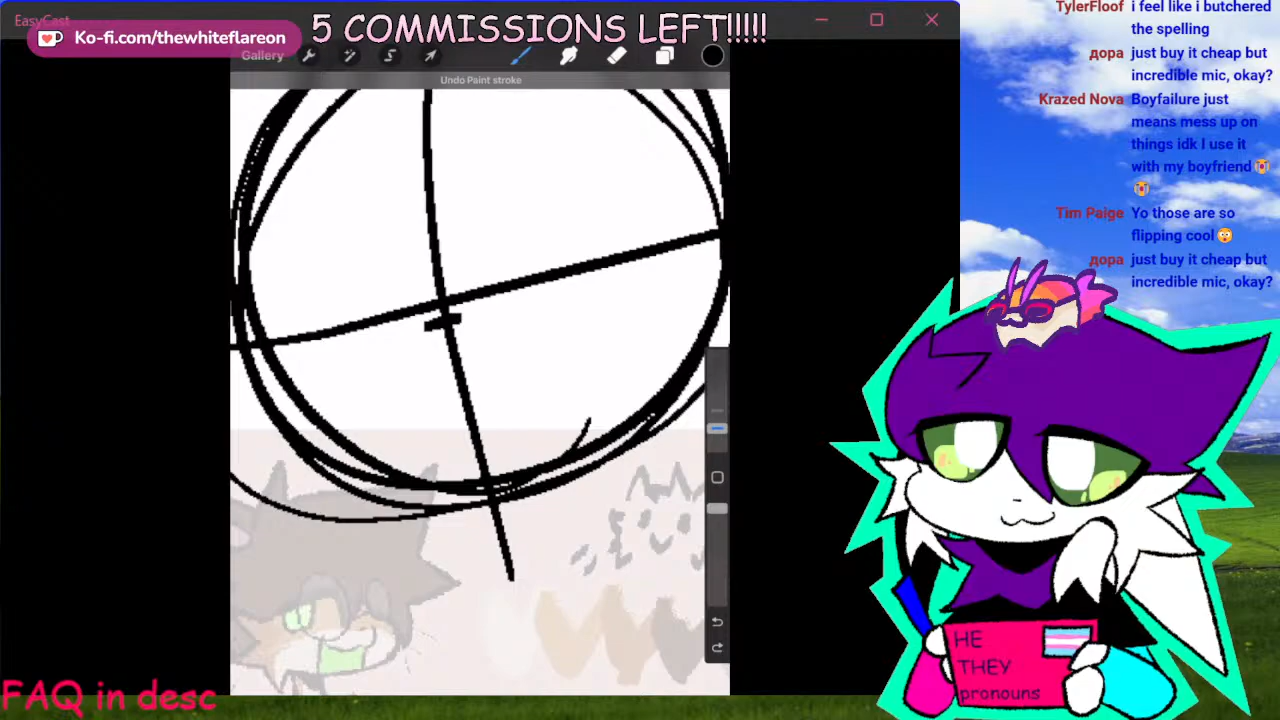 EasyCast
Ko-fi.com/thewhiteflareon
5 COMMISSIONS LEFT!!!!!
Gallery
Undo Paint stroke
TylerFloof i feel like i butchered
the spelling
дора just buy it cheap but
incredible mic, okay?
Krazed Nova Boyfailure just
means mess up on
things idk I use it
with my boyfriend😭
😭
Tim Paige Yo those are so
flipping cool😳
дора just buy it cheap but
incredible mic, okay?
HE
THEY
pronouns
FAQ in desc